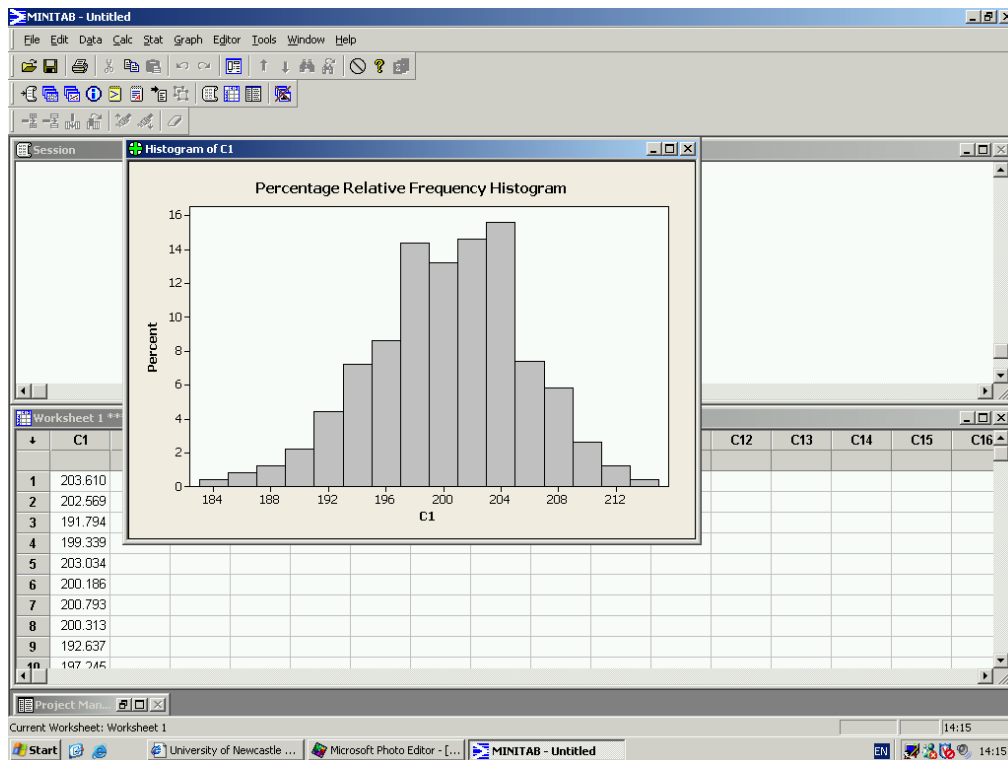 MINITAB - Untitled
File Edit Data Calc Stat Graph Editor Tools Window Help
Session
Histogram of C1
Percentage Relative Frequency Histogram
16
14
12
10
8
6
4
2
0
Percent
184 188 192 196 200 204 208 212
C1
Worksheet 1 **
C1 C12 C13 C14 C15 C16
1 203.610
2 202.569
3 191.794
4 199.339
5 203.034
6 200.186
7 200.793
8 200.313
9 192.637
10 197.245
Project Man...
Current Worksheet: Worksheet 1 14:15
Start University of Newcastle ... Microsoft Photo Editor - [... MINITAB - Untitled EN 14:15